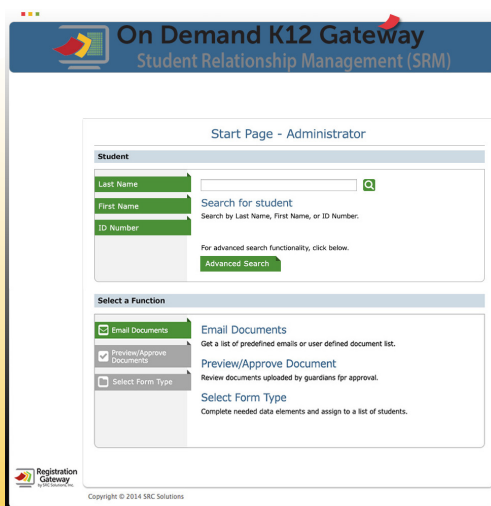 On Demand K12 Gateway
Student Relationship Management (SRM)
Start Page - Administrator
Student
Last Name
First Name
ID Number
Search for student
Search by Last Name, First Name, or ID Number.
For advanced search functionality, click below.
Advanced Search
Select a Function
Email Documents
Preview/Approve
Documents
Select Form Type
Email Documents
Get a list of predefined emails or user defined document list.
Preview/Approve Document
Review documents uploaded by guardians fpr approval.
Select Form Type
Complete needed data elements and assign to a list of students.
Registration
Gateway
by SRC Solutions, Inc.
Copyright © 2014 SRC Solutions